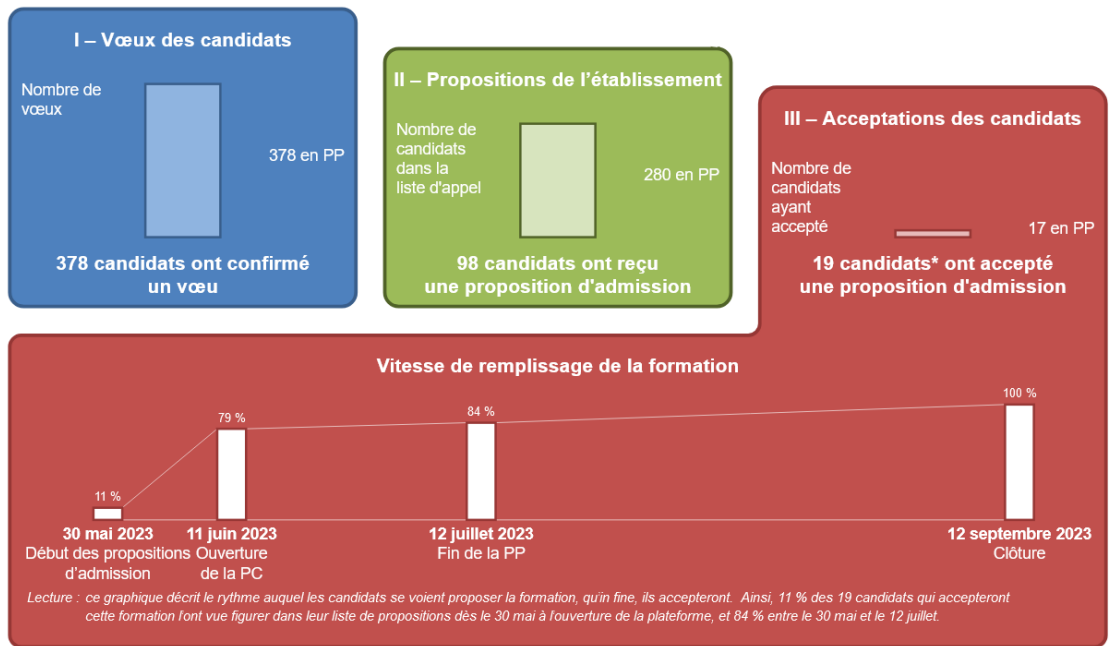 I – Vœux des candidats
Nombre de
vœux
378 en PP
378 candidats ont confirmé
un vœu
II – Propositions de l'établissement
Nombre de
candidats
dans la
liste d'appel
280 en PP
98 candidats ont reçu
une proposition d'admission
III – Acceptations des candidats
Nombre de
candidats
ayant
accepté
17 en PP
19 candidats* ont accepté
une proposition d'admission
Vitesse de remplissage de la formation
11 %
79 %
84 %
100 %
30 mai 2023
Début des propositions
d'admission
11 juin 2023
Ouverture
de la PC
12 juillet 2023
Fin de la PP
12 septembre 2023
Clôture
Lecture : ce graphique décrit le rythme auquel les candidats se voient proposer la formation, qu'in fine, ils accepteront. Ainsi, 11 % des 19 candidats qui accepteront
cette formation l'ont vue figurer dans leur liste de propositions dès le 30 mai à l'ouverture de la plateforme, et 84 % entre le 30 mai et le 12 juillet.